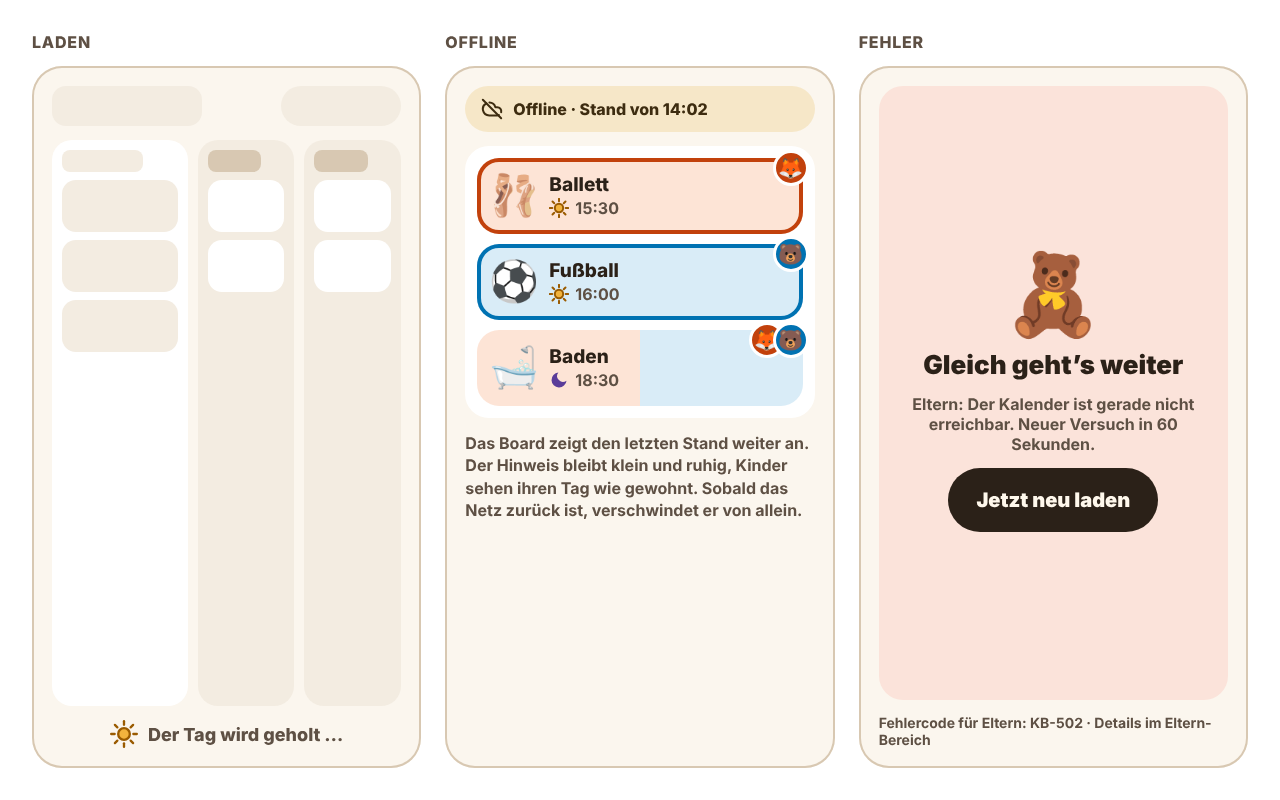 LADEN
Der Tag wird geholt …
OFFLINE
Offline · Stand von 14:02
Ballett
15:30
Fußball
16:00
Baden
18:30
Das Board zeigt den letzten Stand weiter an.
Der Hinweis bleibt klein und ruhig, Kinder
sehen ihren Tag wie gewohnt. Sobald das
Netz zurück ist, verschwindet er von allein.
FEHLER
Gleich geht’s weiter
Eltern: Der Kalender ist gerade nicht
erreichbar. Neuer Versuch in 60
Sekunden.
Jetzt neu laden
Fehlercode für Eltern: KB-502 · Details im Eltern-
Bereich